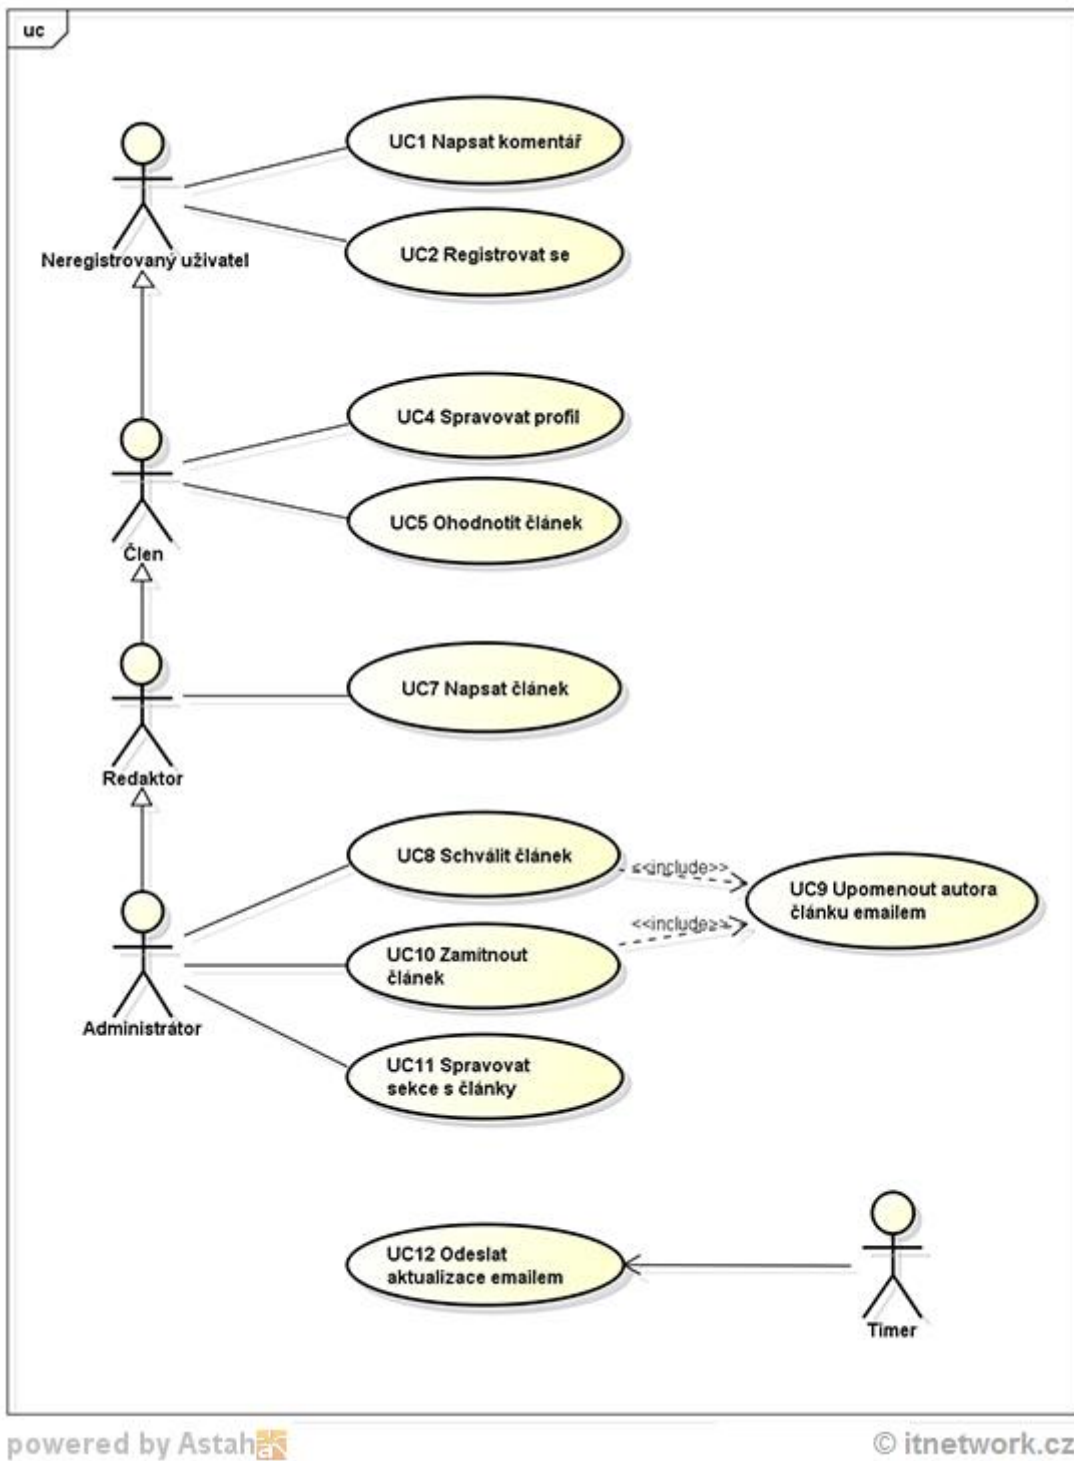 uc
UC1 Napsat komentář
UC2 Registrovat se
Neregistrovaný uživatel
UC4 Spravovat profil
UC5 Ohodnotit článek
Člen
UC7 Napsat článek
Redaktor
UC8 Schválit článek
<<include>>
UC9 Upomenout autora
článku emailem
<<include>>
UC10 Zamítnout
článek
Administrátor
UC11 Spravovat
sekce s články
UC12 Odeslat
aktualizace emailem
Timer
powered by Astah
© itnetwork.cz